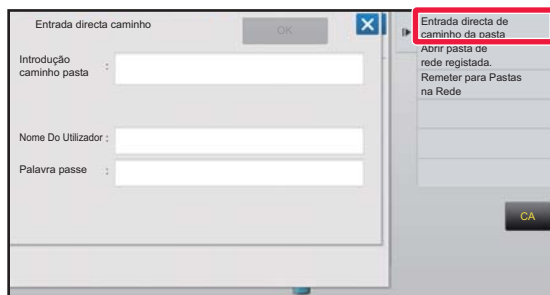 Entrada directa caminho
OK
Introdução
caminho pasta :
Nome Do Utilizador :
Palavra passe :
Entrada directa de
caminho da pasta
Abrir pasta de
rede registada.
Remeter para Pastas
na Rede
CA